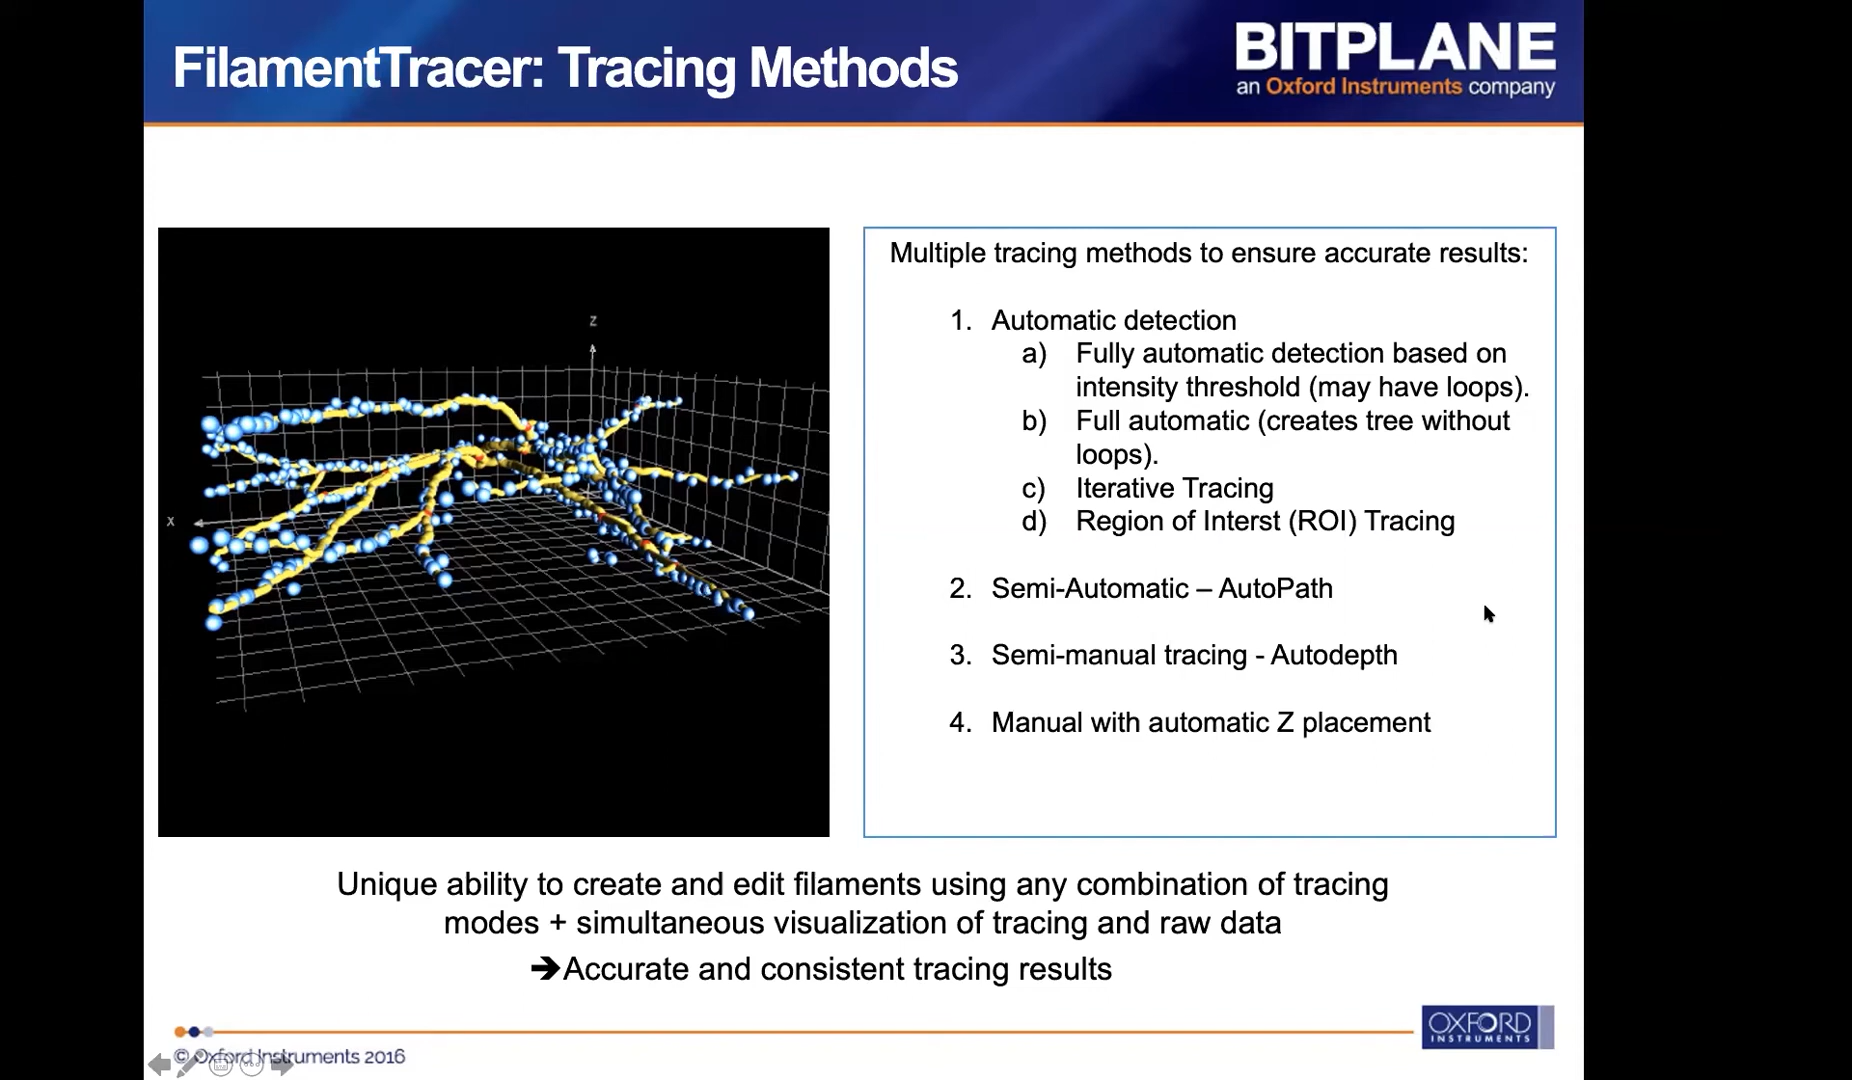 FilamentTracer: Tracing Methods
BITPLANE
an Oxford Instruments company
Multiple tracing methods to ensure accurate results:
1. Automatic detection
a) Fully automatic detection based on
intensity threshold (may have loops).
b) Full automatic (creates tree without
loops).
c) Iterative Tracing
d) Region of Interst (ROI) Tracing
2. Semi-Automatic – AutoPath
3. Semi-manual tracing - Autodepth
4. Manual with automatic Z placement
Z
X
Unique ability to create and edit filaments using any combination of tracing
modes + simultaneous visualization of tracing and raw data
➔Accurate and consistent tracing results
© Oxford Instruments 2016
OXFORD
INSTRUMENTS